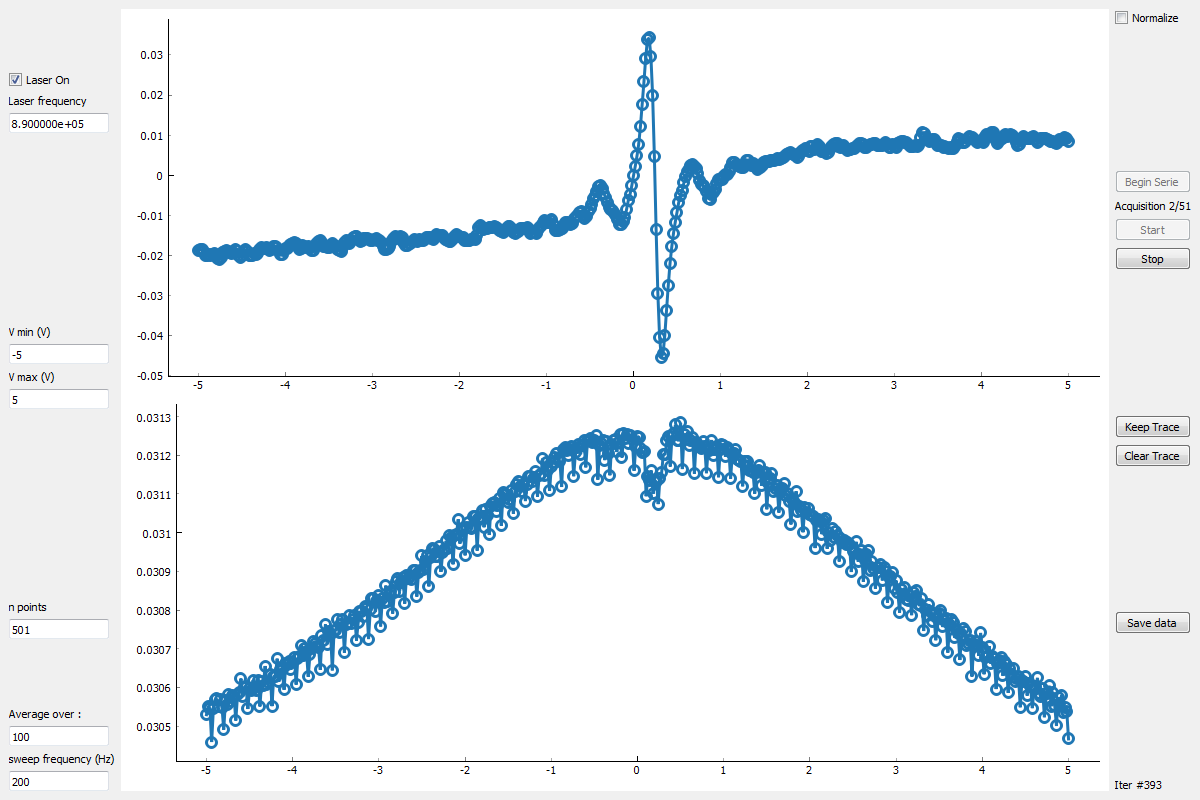 Laser On
Laser frequency
8.900000e+05
V min (V)
-5
V max (V)
5
n points
501
Average over :
100
sweep frequency (Hz)
200
0.03
0.02
0.01
0
-0.01
-0.02
-0.03
-0.04
-0.05
-5 -4 -3 -2 -1 0 1 2 3 4 5
0.0313
0.0312
0.0311
0.031
0.0309
0.0308
0.0307
0.0306
0.0305
-5 -4 -3 -2 -1 0 1 2 3 4 5
Normalize
Begin Serie
Acquisition 2/51
Start
Stop
Keep Trace
Clear Trace
Save data
Iter #393